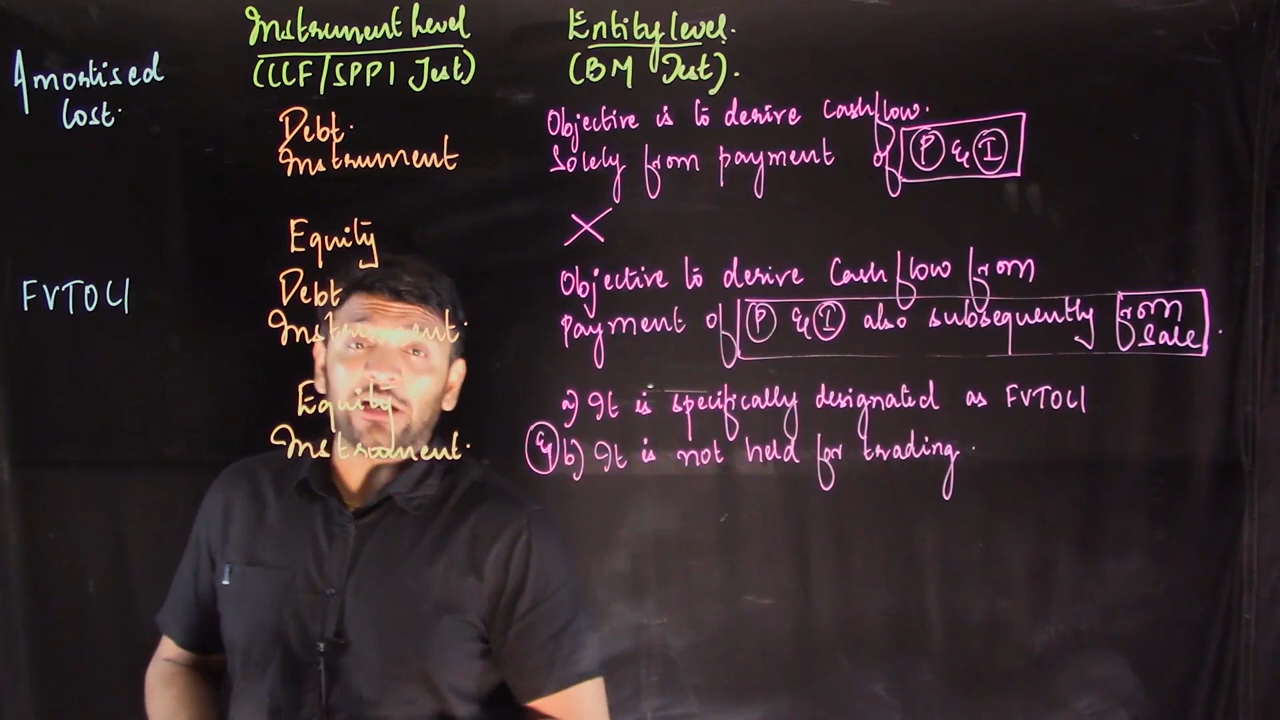 Instrument Level
(CCF/SPPI Test)
Entity level.
(BM Test).
Amortised
Cost.
Debt.
Instrument
Objective is to derive Cashflow.
Solely from payment of P & I
Equity
X
FVTOCI
Debt
Instrument.
Objective to derive Cash flow from
payment of P & I also subsequently from
Sale.
Equity
Instrument.
a) It is specifically designated as FVTOCI
& b) It is not held for trading.